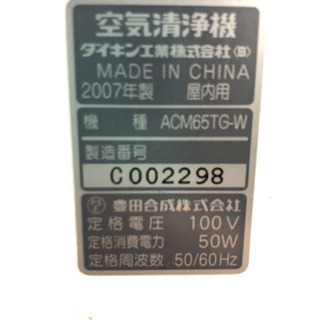 空気清浄機
ダイキン工業株式会社(B)
MADE IN CHINA
2007年製 屋内用
機種 ACM65TG-W
製造番号
C002298
豊田合成株式会社
定格電圧 100V
定格消費電力 50W
定格周波数 50/60Hz